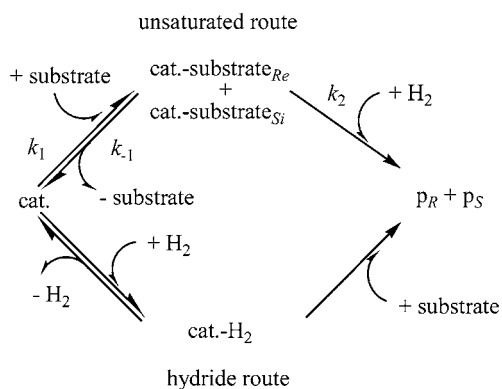 unsaturated route
+ substrate
cat.-substrate_Re
+
cat.-substrate_Si
k_2
+ H_2
k_1
k_-1
- substrate
cat.
p_R + p_S
+ H_2
- H_2
+ substrate
cat.-H_2
hydride route